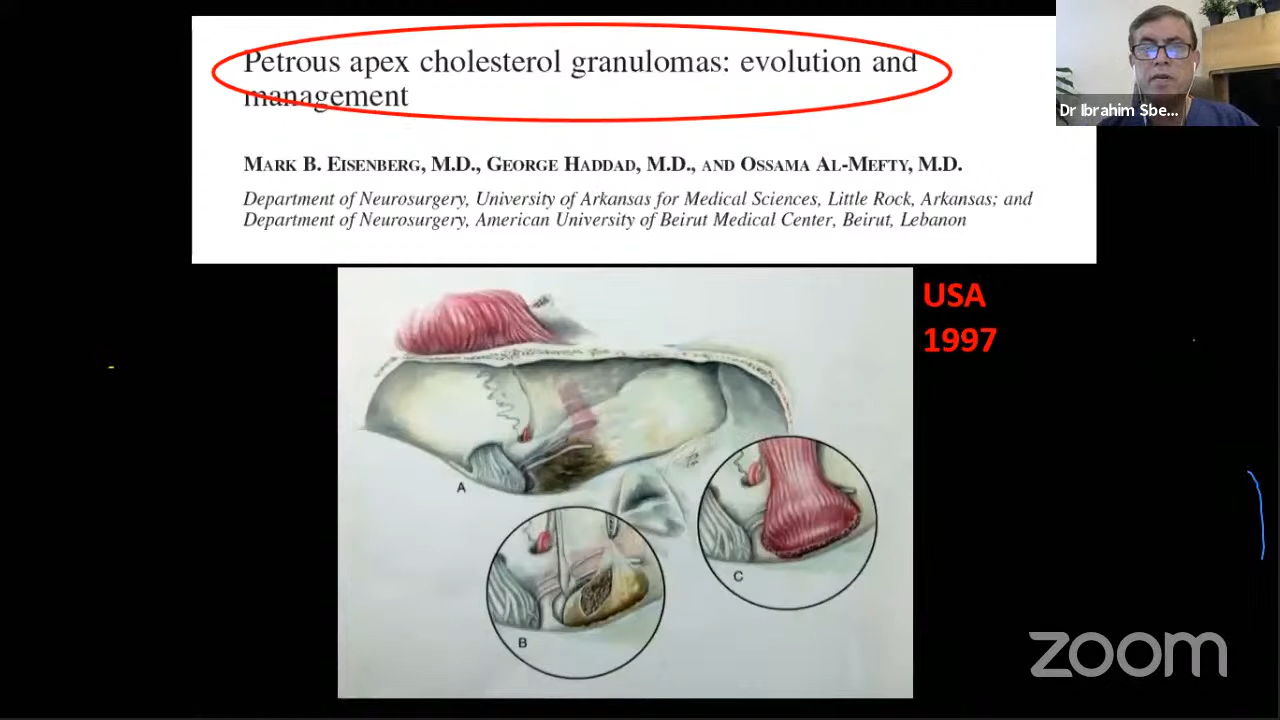 Petrous apex cholesterol granulomas: evolution and
management
MARK B. EISENBERG, M.D., GEORGE HADDAD, M.D., AND OSSAMA AL-MEFTY, M.D.
Department of Neurosurgery, University of Arkansas for Medical Sciences, Little Rock, Arkansas; and
Department of Neurosurgery, American University of Beirut Medical Center, Beirut, Lebanon
Dr Ibrahim Sbe...
USA
1997
A
B
C
zoom